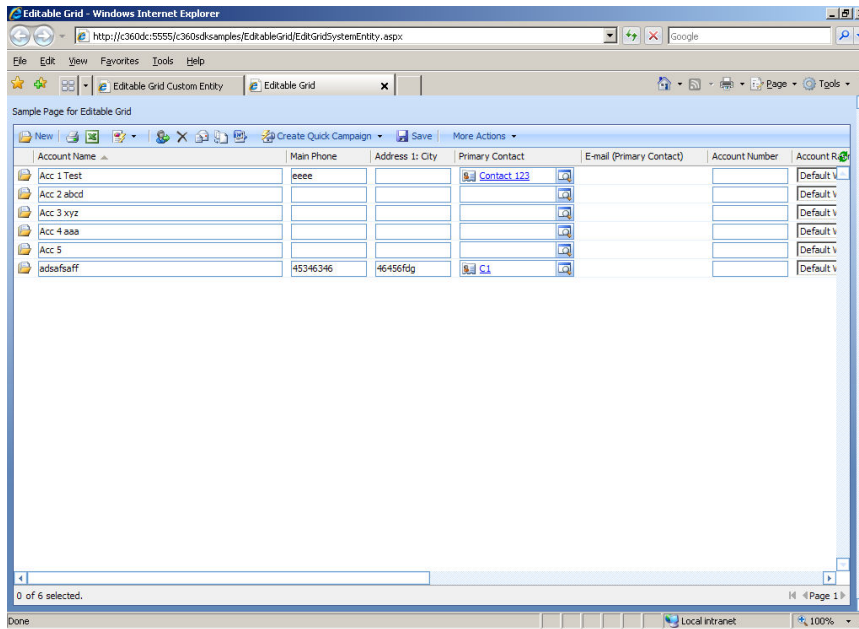 Editable Grid - Windows Internet Explorer
http://c360dc:5555/c360sdksamples/EditableGrid/EditGridSystemEntity.aspx Google
File Edit View Favorites Tools Help
Editable Grid Custom Entity Editable Grid Page Tools
Sample Page for Editable Grid
New Create Quick Campaign Save More Actions
Account Name Main Phone Address 1: City Primary Contact E-mail (Primary Contact) Account Number Account
Acc 1 Test eeee Contact 123 Default
Acc 2 abcd Default
Acc 3 xyz Default
Acc 4 aaa Default
Acc 5 Default
adsafsaff 45346346 46456fdg C1 Default
0 of 6 selected. Page 1
Done Local intranet 100%